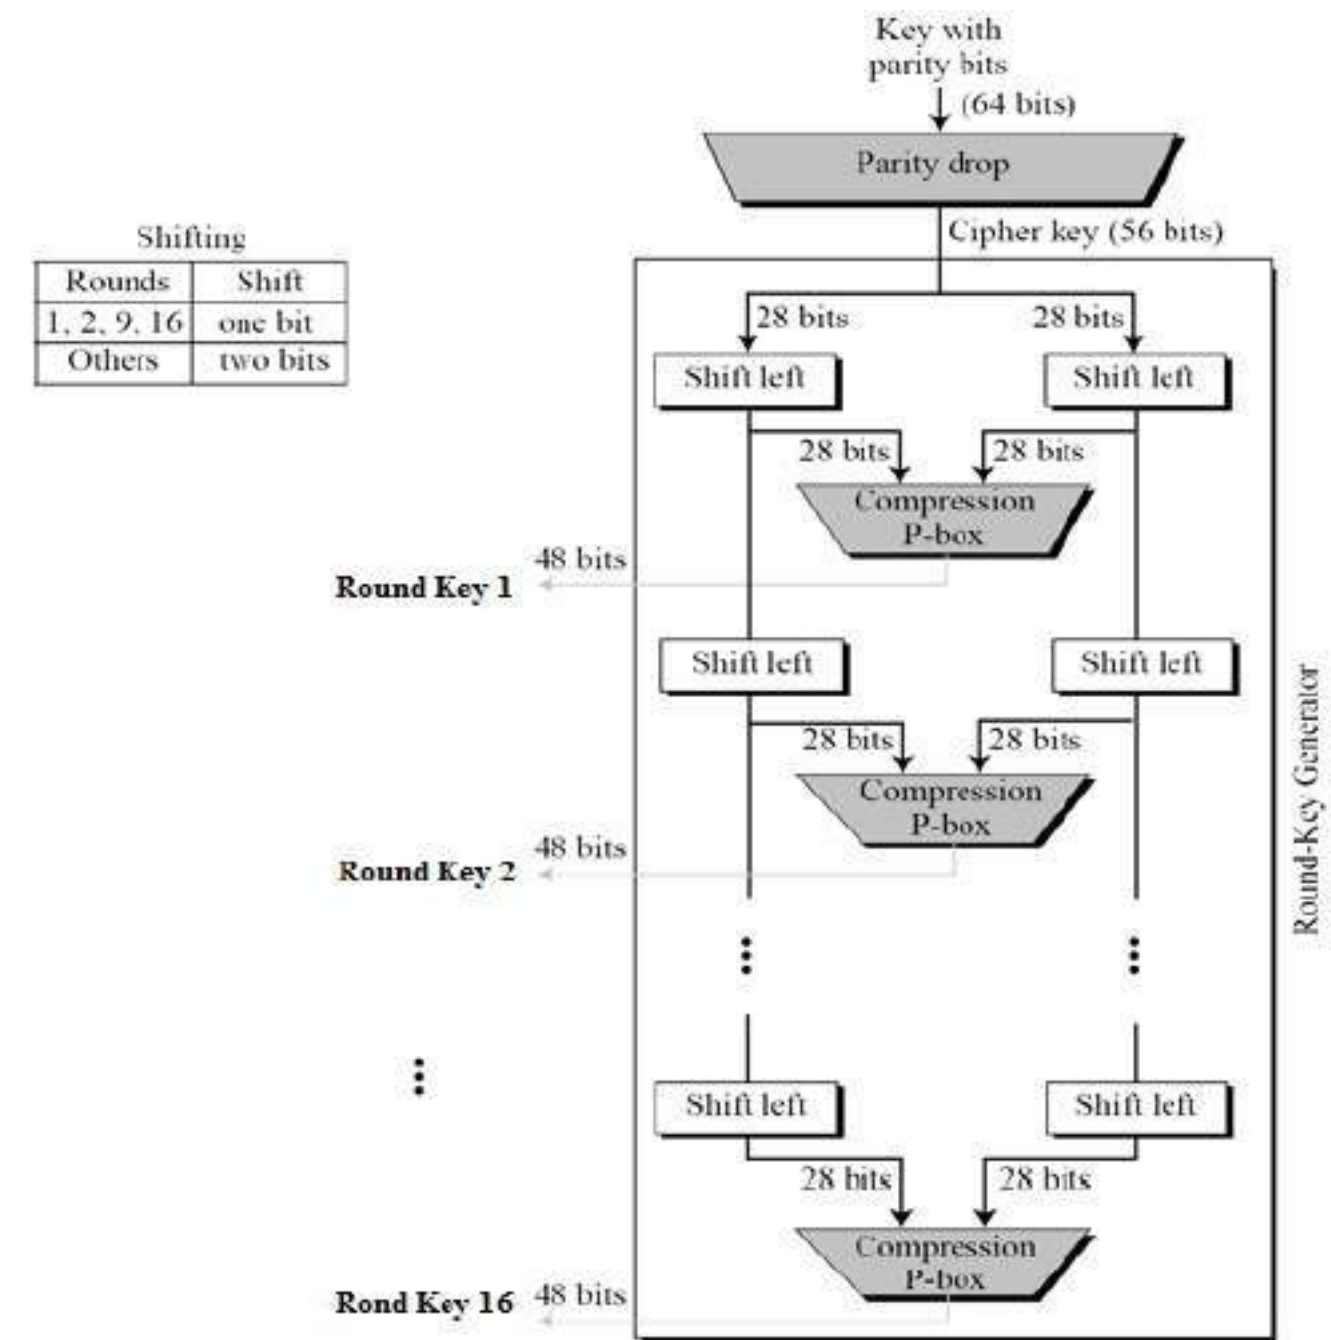 Key with
parity bits
(64 bits)
Parity drop
Cipher key (56 bits)
Shifting
Rounds Shift
1, 2, 9, 16 one bit
Others two bits
28 bits 28 bits
Shift left Shift left
28 bits 28 bits
Compression
P-box
48 bits
Round Key 1
Shift left Shift left
28 bits 28 bits
Compression
P-box
48 bits
Round Key 2
Round-Key Generator
Shift left Shift left
28 bits 28 bits
Compression
P-box
Rond Key 16 48 bits